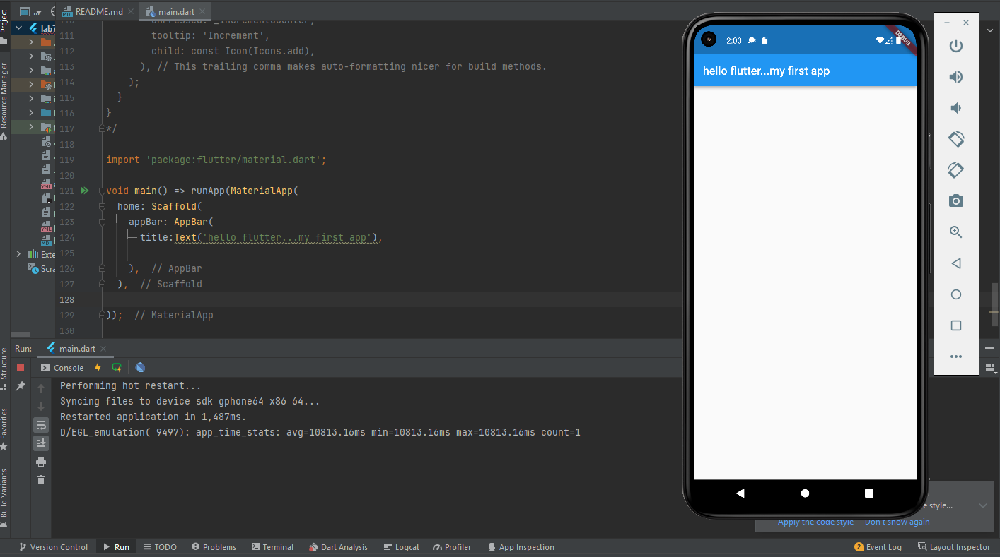 Project
Resource Manager
Structure
Favorites
Build Variants
README.md
main.dart
lab7
Exte
Scra
111 tooltip: 'Increment',
112 child: const Icon(Icons.add),
113 ), // This trailing comma makes auto-formatting nicer for build methods.
114 );
115 }
116 }
117 */
118
119 import 'package:flutter/material.dart';
120
121 void main() => runApp(MaterialApp(
122 home: Scaffold(
123 appBar: AppBar(
124 title:Text('hello flutter...my first app'),
125
126 ), // AppBar
127 ), // Scaffold
128
129 )); // MaterialApp
130
Run: main.dart
Console
Performing hot restart...
Syncing files to device sdk gphone64 x86 64...
Restarted application in 1,487ms.
D/EGL_emulation( 9497): app_time_stats: avg=10813.16ms min=10813.16ms max=10813.16ms count=1
2:00
DEBUG
hello flutter...my first app
e style...
Apply the code style Don't show again
Version Control Run TODO Problems Terminal Dart Analysis Logcat Profiler App Inspection 2 Event Log Layout Inspector